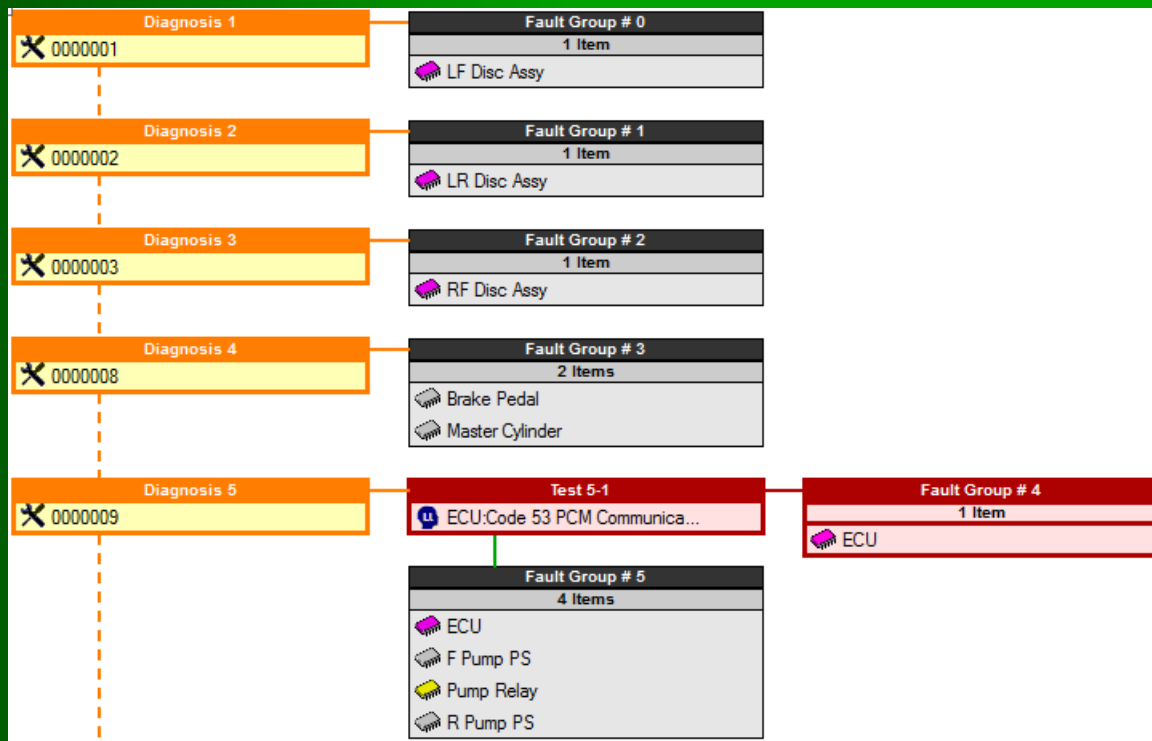 Diagnosis 1
0000001
Fault Group # 0
1 Item
LF Disc Assy
Diagnosis 2
0000002
Fault Group # 1
1 Item
LR Disc Assy
Diagnosis 3
0000003
Fault Group # 2
1 Item
RF Disc Assy
Diagnosis 4
0000008
Fault Group # 3
2 Items
Brake Pedal
Master Cylinder
Diagnosis 5
0000009
Test 5-1
ECU:Code 53 PCM Communica...
Fault Group # 4
1 Item
ECU
Fault Group # 5
4 Items
ECU
F Pump PS
Pump Relay
R Pump PS